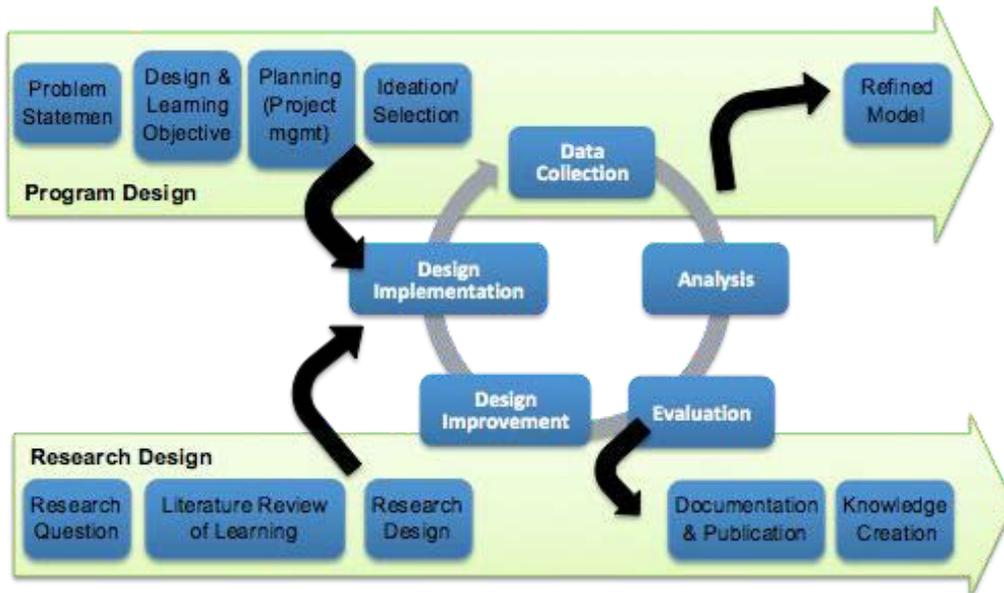 Problem
Statemen
Design &
Learning
Objective
Planning
(Project
mgmt)
Ideation/
Selection
Refined
Model
Program Design
Data
Collection
Analysis
Evaluation
Design
Improvement
Design
Implementation
Research Design
Research
Question
Literature Review
of Learning
Research
Design
Documentation
& Publication
Knowledge
Creation